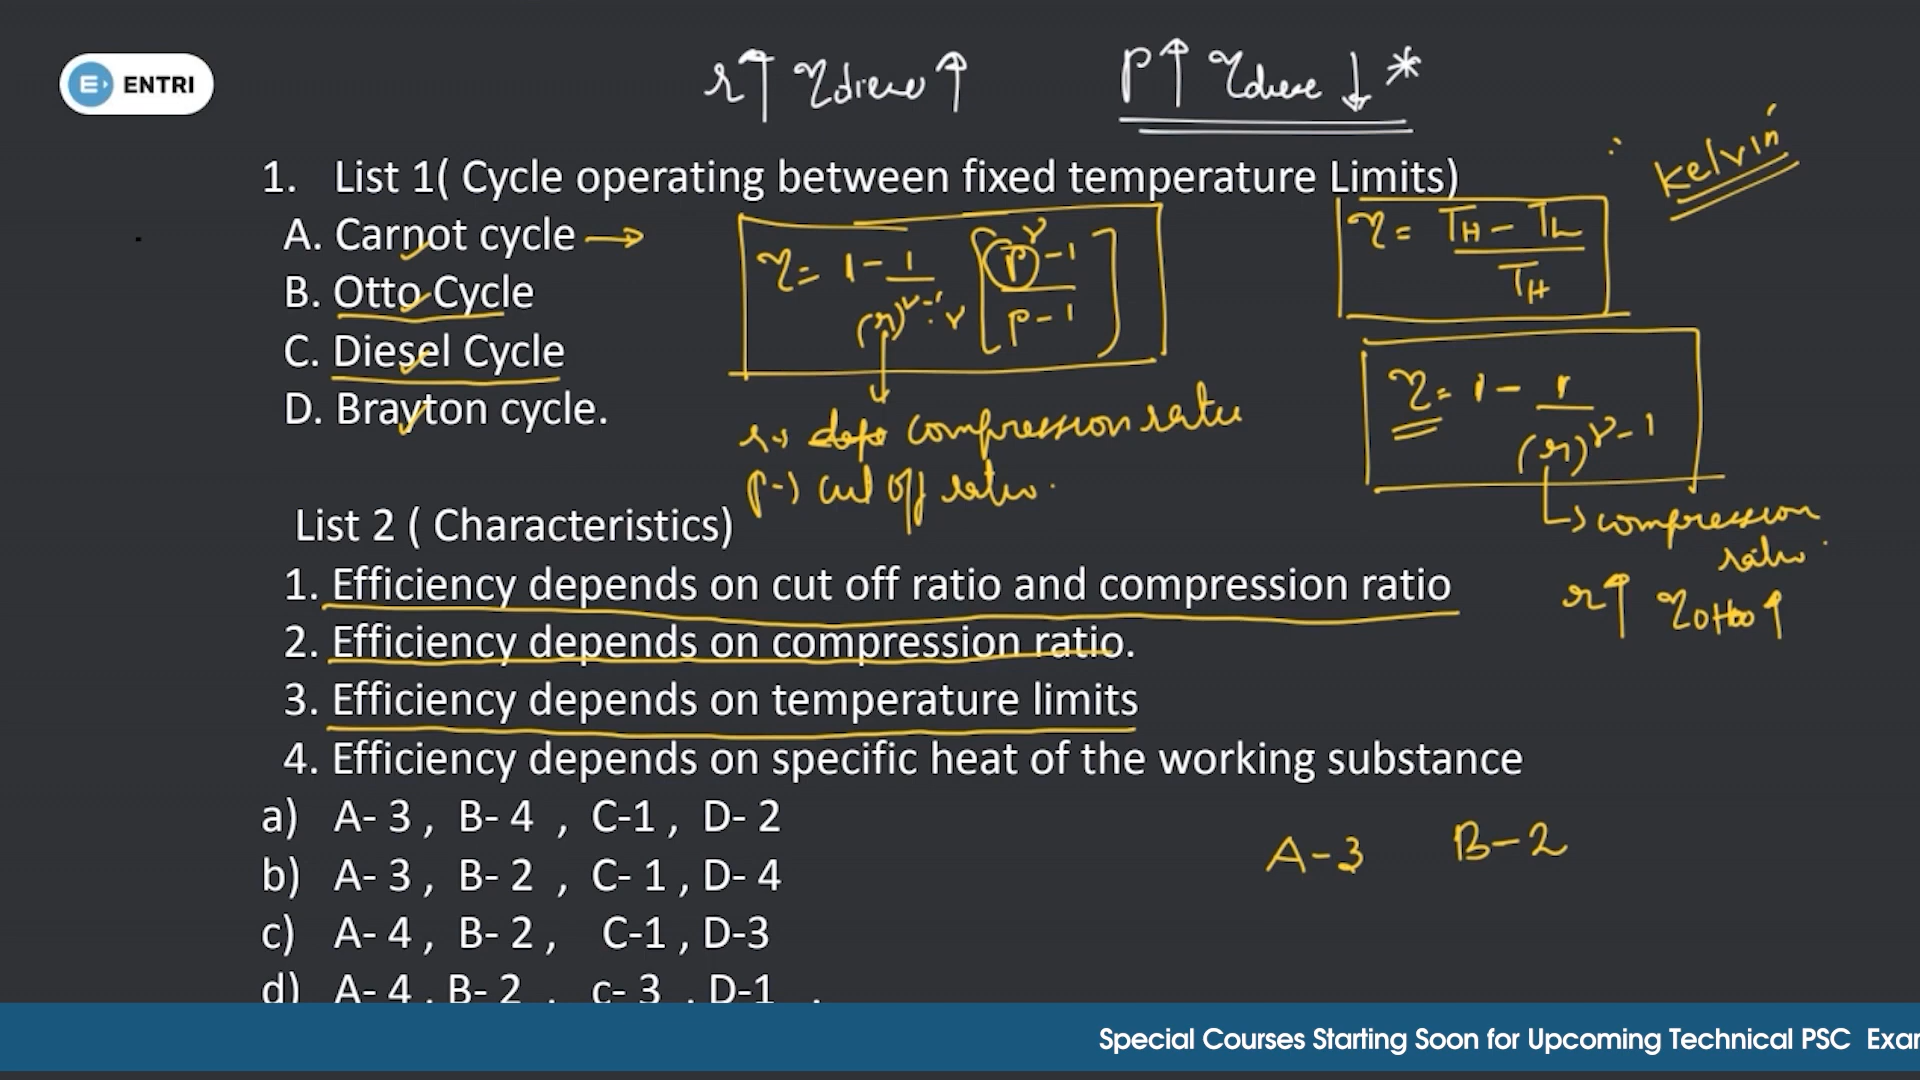 r↑ ηdiesel ↑ ρ↑ ηdiesel ↓ *
ENTRI
Kelvin
1. List 1( Cycle operating between fixed temperature Limits)
A. Carnot cycle →
B. Otto Cycle
C. Diesel Cycle
D. Brayton cycle.
η = 1 - 1/(r)^γ-1 · γ [ρ^γ - 1 / ρ - 1]
η = TH - TL / TH
η = 1 - 1/(r)^γ-1
r → compression ratio
ρ → cut off ratio.
↳ compression
ratio.
r↑ ηotto ↑
List 2 ( Characteristics)
1. Efficiency depends on cut off ratio and compression ratio
2. Efficiency depends on compression ratio.
3. Efficiency depends on temperature limits
4. Efficiency depends on specific heat of the working substance
a) A- 3 , B- 4 , C-1 , D- 2
b) A- 3 , B- 2 , C- 1 , D- 4
c) A- 4 , B- 2 , C-1 , D-3
d) A- 4 , B- 2 , c- 3 , D-1 .
A-3 B-2
Special Courses Starting Soon for Upcoming Technical PSC